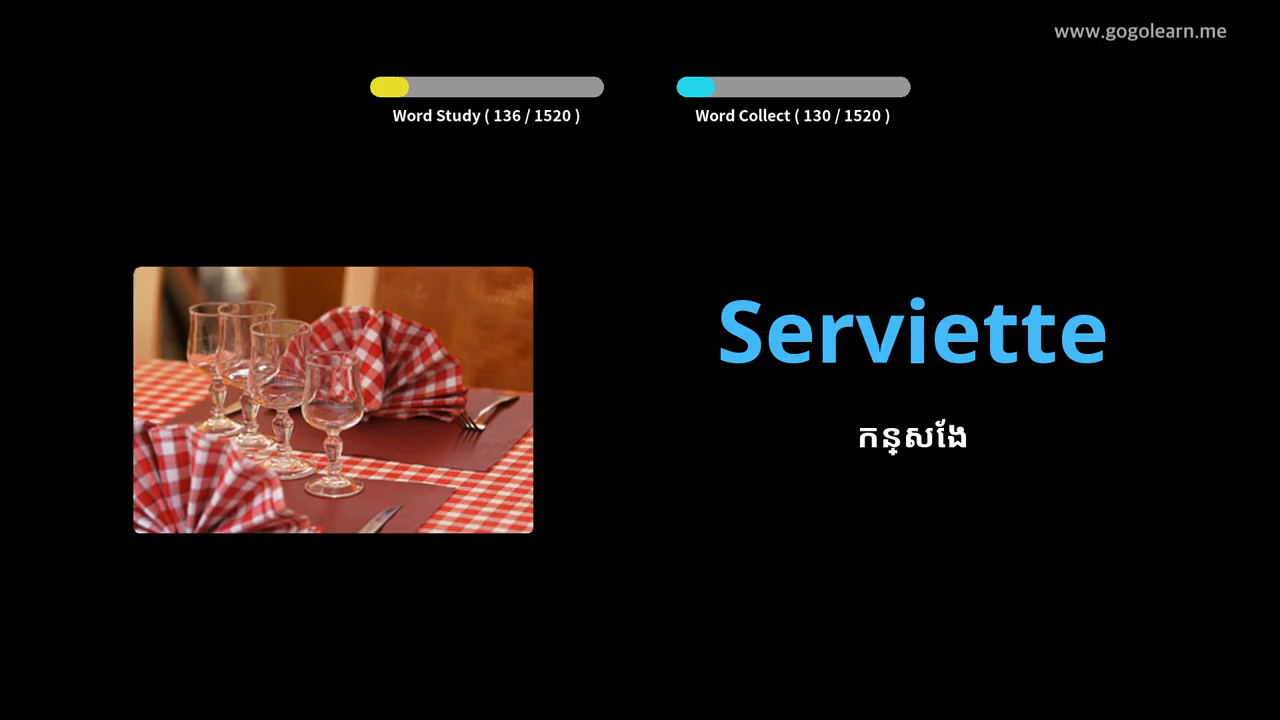 www.gogolearn.me
Word Study ( 136 / 1520 )
Word Collect ( 130 / 1520 )
Serviette
កន្សែង